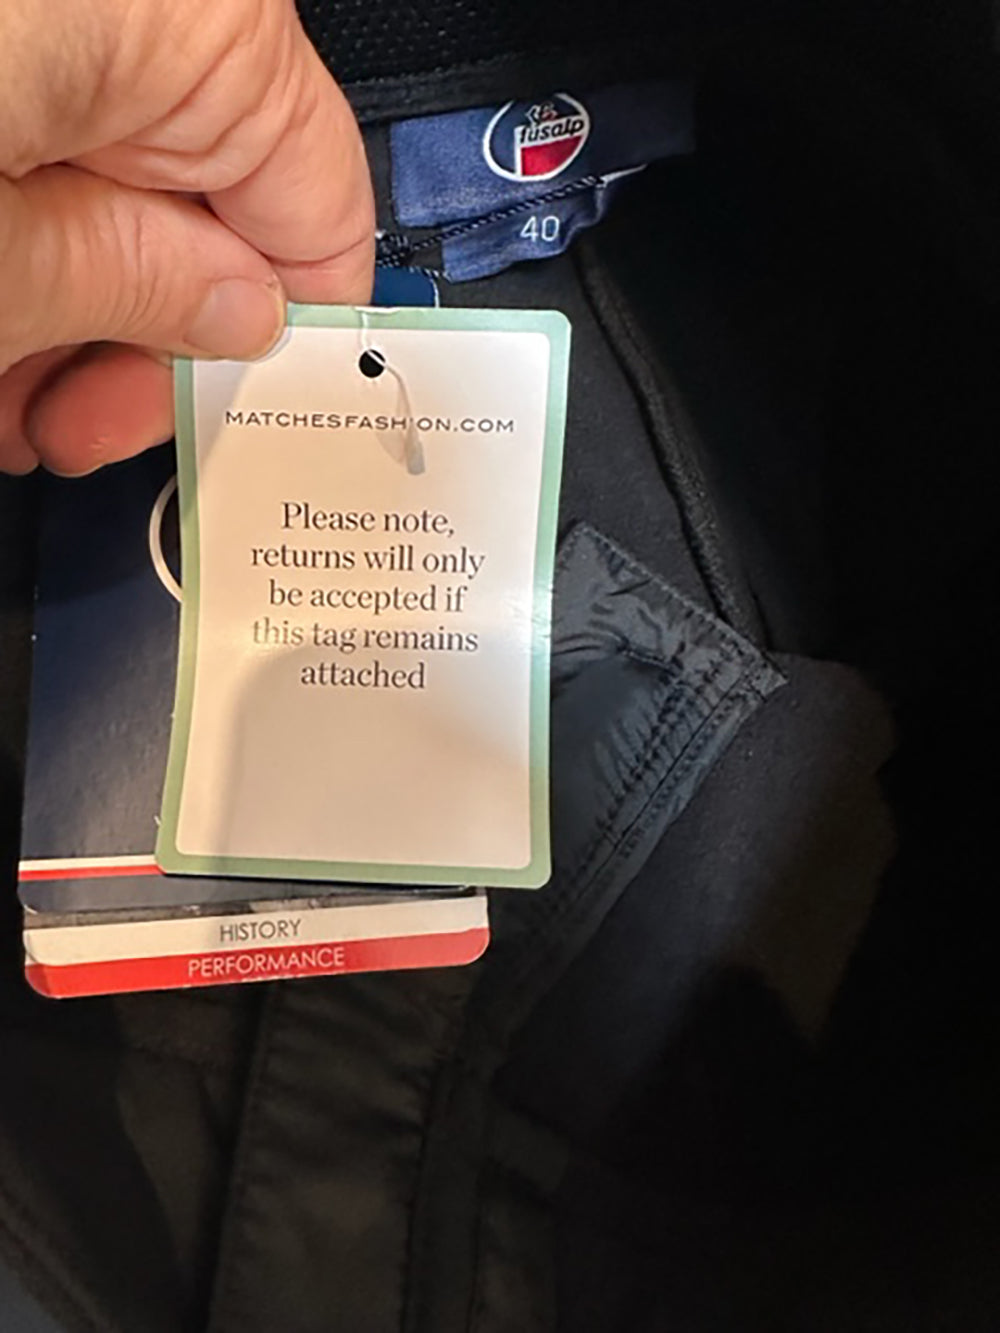 fusalp
40
MATCHESFASHION.COM
Please note,
returns will only
be accepted if
this tag remains
attached
HISTORY
PERFORMANCE